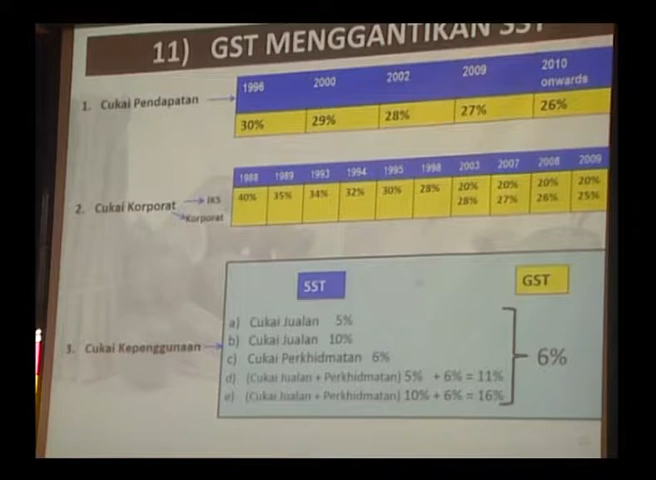 11) GST MENGGANTIKAN SST
1. Cukai Pendapatan
1996 2000 2002 2009 2010 onwards
30% 29% 28% 27% 26%
2. Cukai Korporat
IKS
Korporat
1988 1989 1993 1994 1995 1998 2003 2007 2008 2009
40% 35% 34% 32% 30% 28% 20% 20% 20% 20%
28% 27% 26% 25%
3. Cukai Kepenggunaan
SST GST
a) Cukai Jualan 5%
b) Cukai Jualan 10%
c) Cukai Perkhidmatan 6%
d) (Cukai Jualan + Perkhidmatan) 5% + 6% = 11%
e) (Cukai Jualan + Perkhidmatan) 10% + 6% = 16%
6%